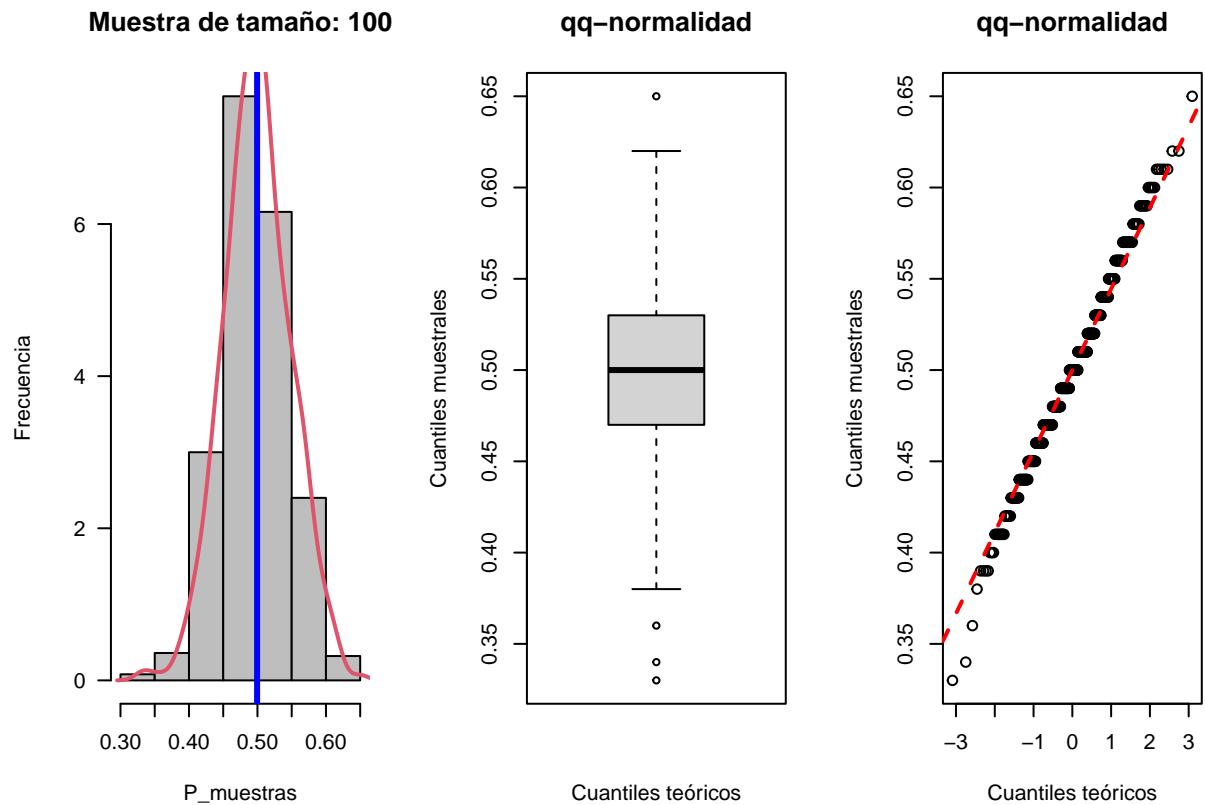 Muestra de tamaño: 100
Frecuencia
6
4
2
0
0.30 0.40 0.50 0.60
P_muestras
qq−normalidad
Cuantiles muestrales
0.65
0.60
0.55
0.50
0.45
0.40
0.35
Cuantiles teóricos
qq−normalidad
Cuantiles muestrales
0.65
0.60
0.55
0.50
0.45
0.40
0.35
−3 −1 0 1 2 3
Cuantiles teóricos